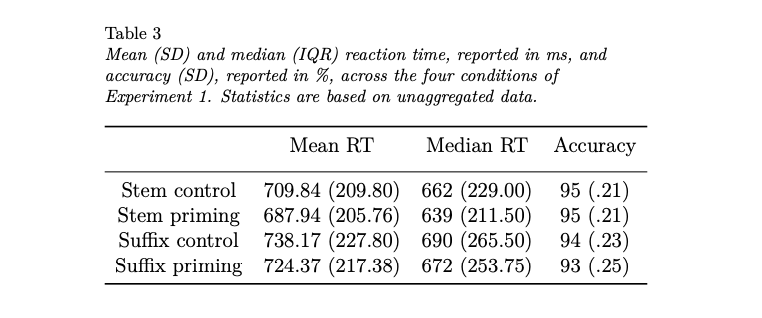 Table 3
Mean (SD) and median (IQR) reaction time, reported in ms, and
accuracy (SD), reported in %, across the four conditions of
Experiment 1. Statistics are based on unaggregated data.
Mean RT Median RT Accuracy
Stem control 709.84 (209.80) 662 (229.00) 95 (.21)
Stem priming 687.94 (205.76) 639 (211.50) 95 (.21)
Suffix control 738.17 (227.80) 690 (265.50) 94 (.23)
Suffix priming 724.37 (217.38) 672 (253.75) 93 (.25)